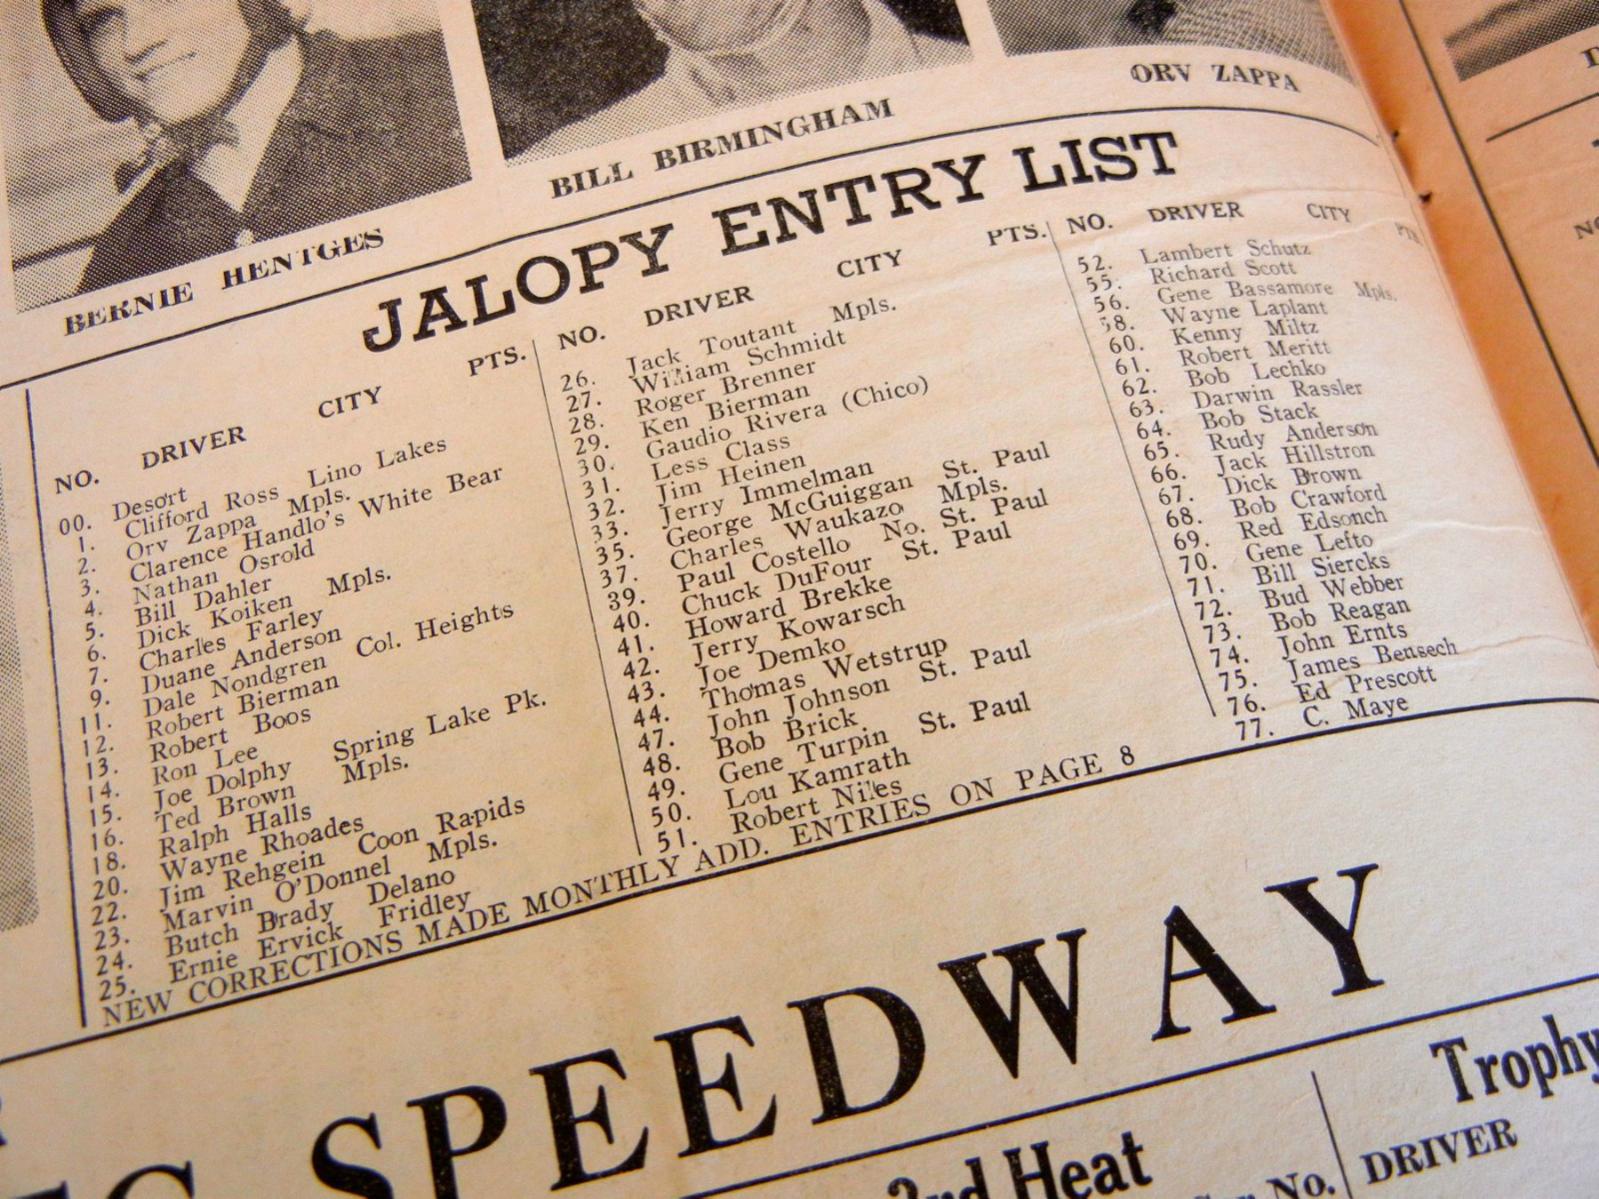 BERNIE HENTGES
BILL BIRMINGHAM
ORV ZAPPA
JALOPY ENTRY LIST
NO. DRIVER CITY PTS.
00. Desort
1. Clifford Ross Lino Lakes
2. Orv Zappa Mpls.
3. Clarence Handlo's White Bear
4. Nathan Osrold
5. Bill Dahler
6. Dick Koiken Mpls.
7. Charles Farley
9. Duane Anderson
11. Dale Nondgren Col. Heights
12. Robert Bierman
13. Robert Boos
14. Ron Lee
15. Joe Dolphy Spring Lake Pk.
16. Ted Brown Mpls.
18. Ralph Halls
20. Wayne Rhoades
22. Jim Rehgein Coon Rapids
23. Marvin O'Donnel Mpls.
24. Butch Brady Delano
25. Ernie Ervick Fridley
NO. DRIVER CITY PTS.
26. Jack Toutant Mpls.
27. William Schmidt
28. Roger Brenner
29. Ken Bierman
30. Gaudio Rivera (Chico)
31. Less Class
32. Jim Heinen
33. Jerry Immelman
35. George McGuiggan St. Paul
37. Charles Waukazo Mpls.
39. Paul Costello No. St. Paul
40. Chuck DuFour St. Paul
41. Howard Brekke
42. Jerry Kowarsch
43. Joe Demko
44. Thomas Wetstrup
47. John Johnson St. Paul
48. Bob Brick
49. Gene Turpin St. Paul
50. Lou Kamrath
51. Robert Niles
NO. DRIVER CITY PTS.
52. Lambert Schutz
55. Richard Scott
56. Gene Bassamore Mpls.
58. Wayne Laplant
60. Kenny Miltz
61. Robert Meritt
62. Bob Lechko
63. Darwin Rassler
64. Bob Stack
65. Rudy Anderson
66. Jack Hillstron
67. Dick Brown
68. Bob Crawford
69. Red Edsonch
70. Gene Lefto
71. Bill Siercks
72. Bud Webber
73. Bob Reagan
74. John Ernts
75. James Bensech
76. Ed Prescott
77. C. Maye
NEW CORRECTIONS MADE MONTHLY ADD. ENTRIES ON PAGE 8
SPEEDWAY
2nd Heat
Trophy
No. DRIVER